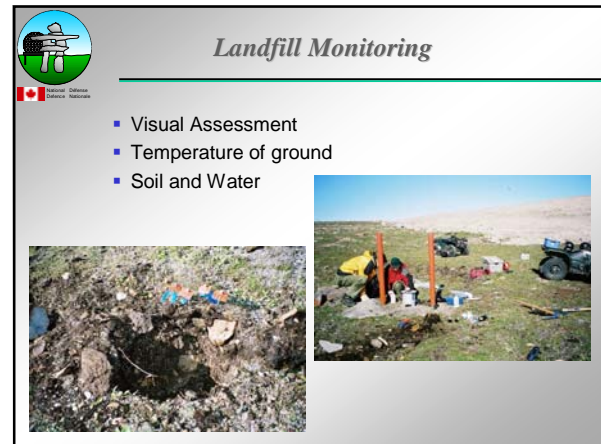 Landfill Monitoring
National Défense
Defence Nationale
Visual Assessment
Temperature of ground
Soil and Water